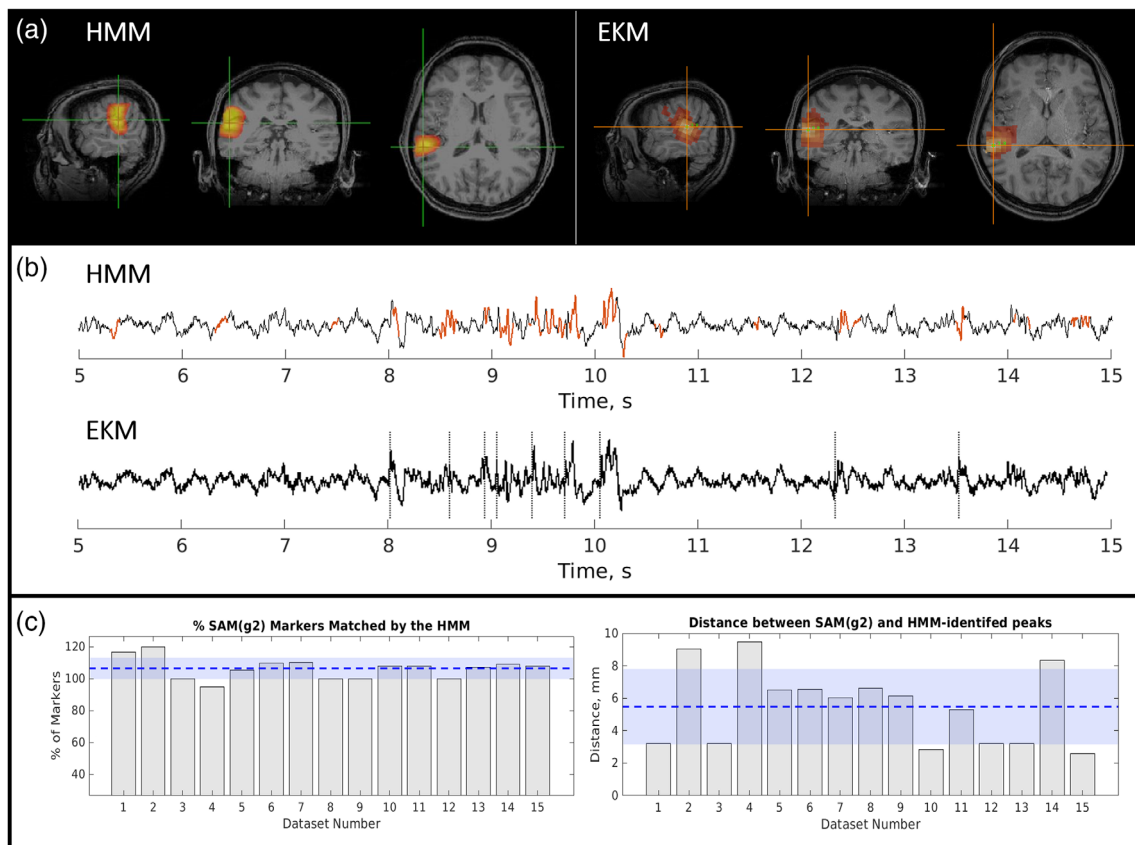 (a) HMM EKM
(b)
HMM
5 6 7 8 9 10 11 12 13 14 15
Time, s
EKM
5 6 7 8 9 10 11 12 13 14 15
Time, s
(c)
% SAM(g2) Markers Matched by the HMM
% of Markers
120
100
80
60
40
1 2 3 4 5 6 7 8 9 10 11 12 13 14 15
Dataset Number
Distance between SAM(g2) and HMM-identifed peaks
Distance, mm
10
8
6
4
2
0
1 2 3 4 5 6 7 8 9 10 11 12 13 14 15
Dataset Number